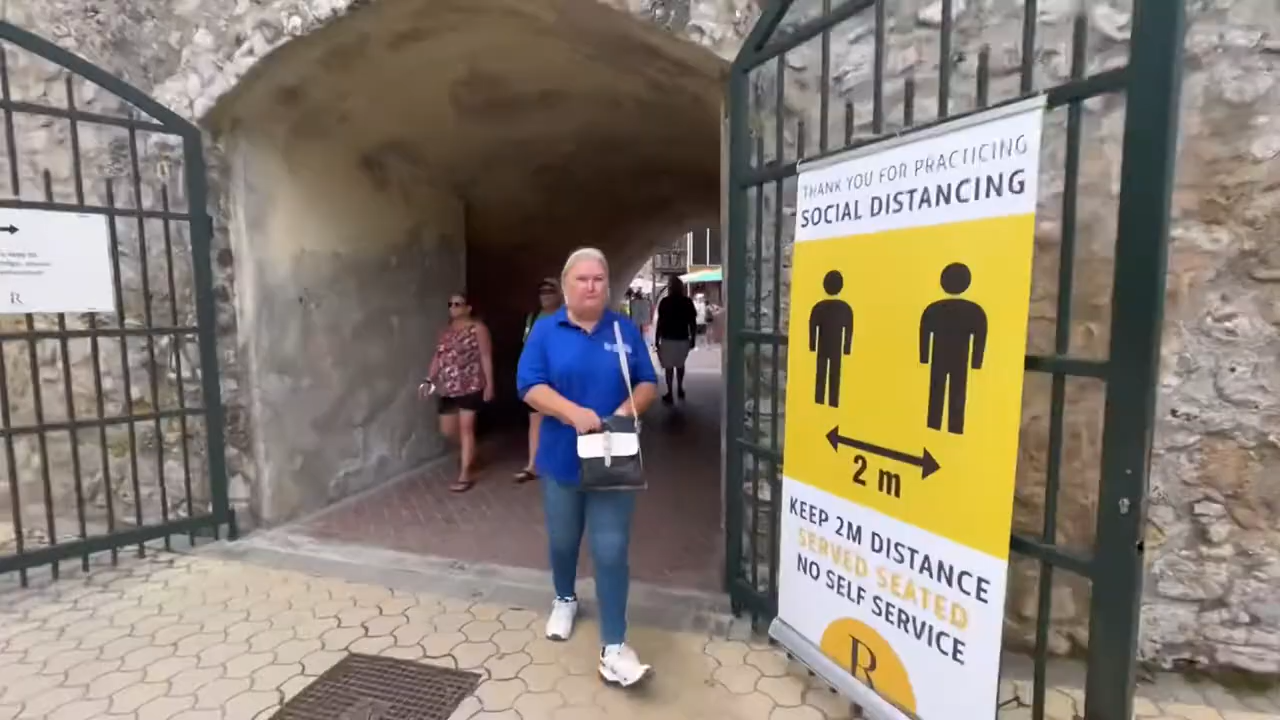 R
THANK YOU FOR PRACTICING
SOCIAL DISTANCING
2 m
KEEP 2M DISTANCE
SERVED SEATED
NO SELF SERVICE
R